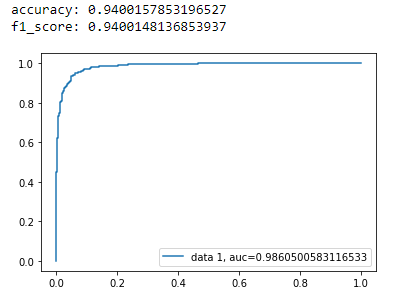 accuracy: 0.9400157853196527
f1_score: 0.9400148136853937
1.0
0.8
0.6
0.4
0.2
0.0
data 1, auc=0.9860500583116533
0.0 0.2 0.4 0.6 0.8 1.0